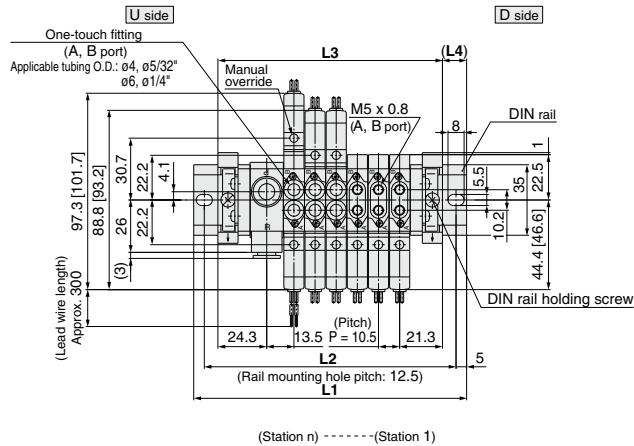 U side
D side
One-touch fitting
(A, B port)
Applicable tubing O.D.: ø4, ø5/32"
ø6, ø1/4"
L3
(L4)
Manual
override
M5 x 0.8
(A, B port)
DIN rail
8
1
97.3 [101.7]
88.8 [93.2]
30.7
22.2
4.1
5.5
35
22.5
26
22.2
10.2
44.4 [46.6]
(3)
(Lead wire length)
Approx. 300
DIN rail holding screw
24.3
13.5
(Pitch)
P = 10.5
21.3
L2
5
(Rail mounting hole pitch: 12.5)
L1
(Station n) -------(Station 1)